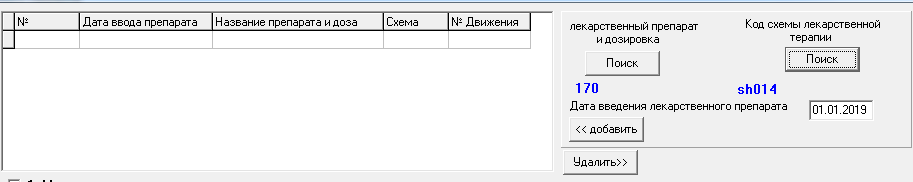 № Дата ввода препарата Название препарата и доза Схема № Движения
лекарственный препарат
и дозировка
Поиск
170
Код схемы лекарственной
терапии
Поиск
sh014
Дата введения лекарственного препарата 01.01.2019
<< добавить
Удалить>>